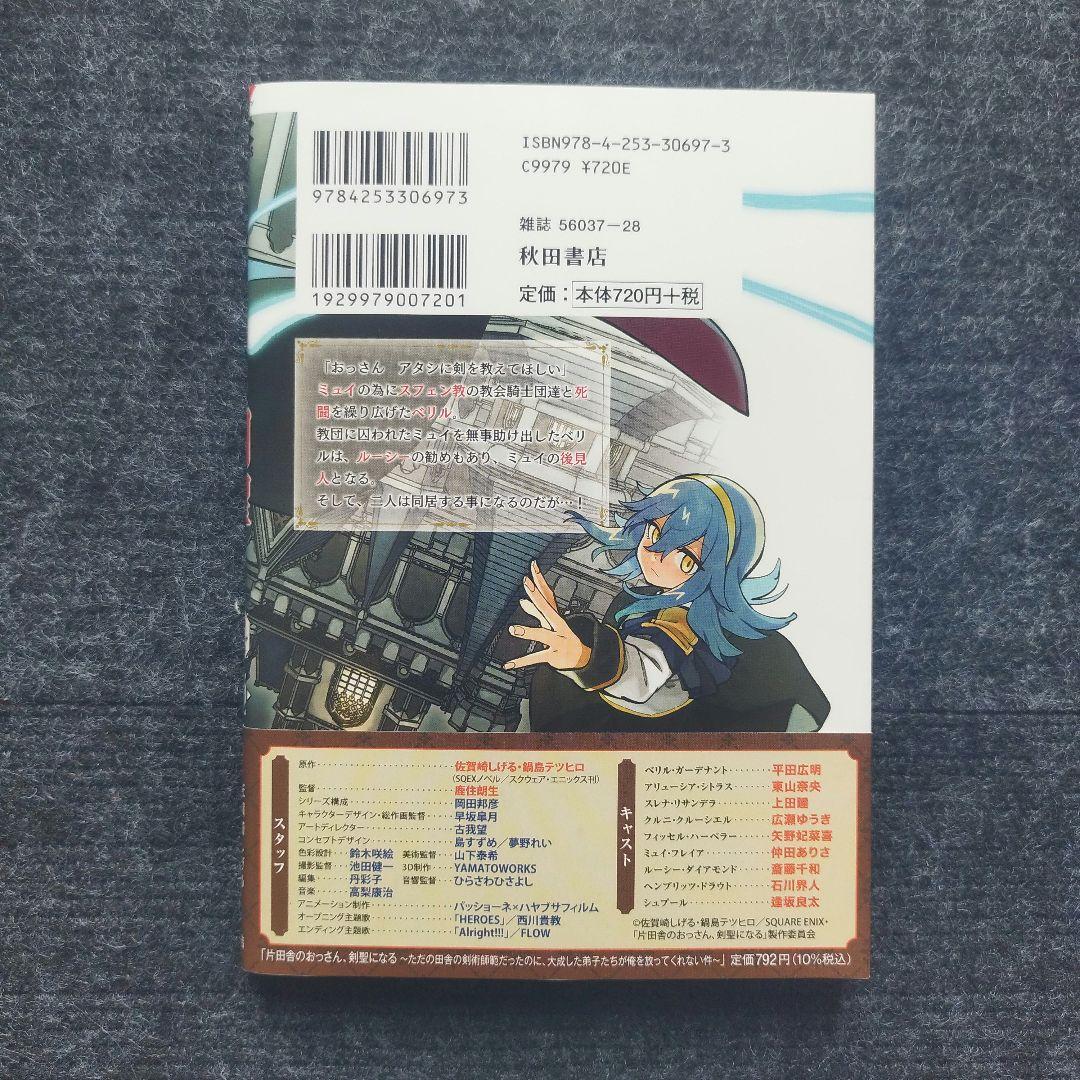 ISBN978-4-253-30697-3
C9979 ¥720E
9784253306973
雑誌 56037-28
秋田書店
1929979007201
定価：本体720円+税
「おっさん　アタシに剣を教えてほしい」
ミュイの為にスフェン教の教会騎士団達と死
闘を繰り広げたベリル。
教団に囚われたミュイを無事助け出したベリ
ルは、ルーシーの勧めもあり、ミュイの後見
人となる。
そして、二人は同居する事になるのだが…！
スタッフ
原作 佐賀崎しげる・鍋島テツヒロ
（SQEXノベル／スクウェア・エニックス刊）
監督 鹿住朗生
シリーズ構成 岡田邦彦
キャラクターデザイン・総作画監督 早坂皐月
アートディレクター 古我望
コンセプトデザイン 島すずめ／夢野れい
色彩設計 鈴木咲絵 美術監督 山下泰希
撮影監督 池田健一 3D制作 YAMATOWORKS
編集 丹彩子 音響監督 ひらさわひさよし
音楽 高梨康治
アニメーション制作 パッショーネ×ハヤブサフィルム
オープニング主題歌 「HEROES」／西川貴教
エンディング主題歌 「Alright!!!」／FLOW
キャスト
ベリル・ガーデナント 平田広明
アリューシア・シトラス 東山奈央
スレナ・リサンデラ 上田瞳
クルニ・クルーシエル 広瀬ゆうき
フィッセル・ハーベラー 矢野妃菜喜
ミュイ・フレイア 仲田ありさ
ルーシー・ダイアモンド 斎藤千和
ヘンブリッツ・ドラウト 石川界人
シュプール 逢坂良太
©佐賀崎しげる・鍋島テツヒロ／SQUARE ENIX・
「片田舎のおっさん、剣聖になる」製作委員会
「片田舎のおっさん、剣聖になる ～ただの田舎の剣術師範だったのに、大成した弟子たちが俺を放ってくれない件～」定価792円（10%税込）